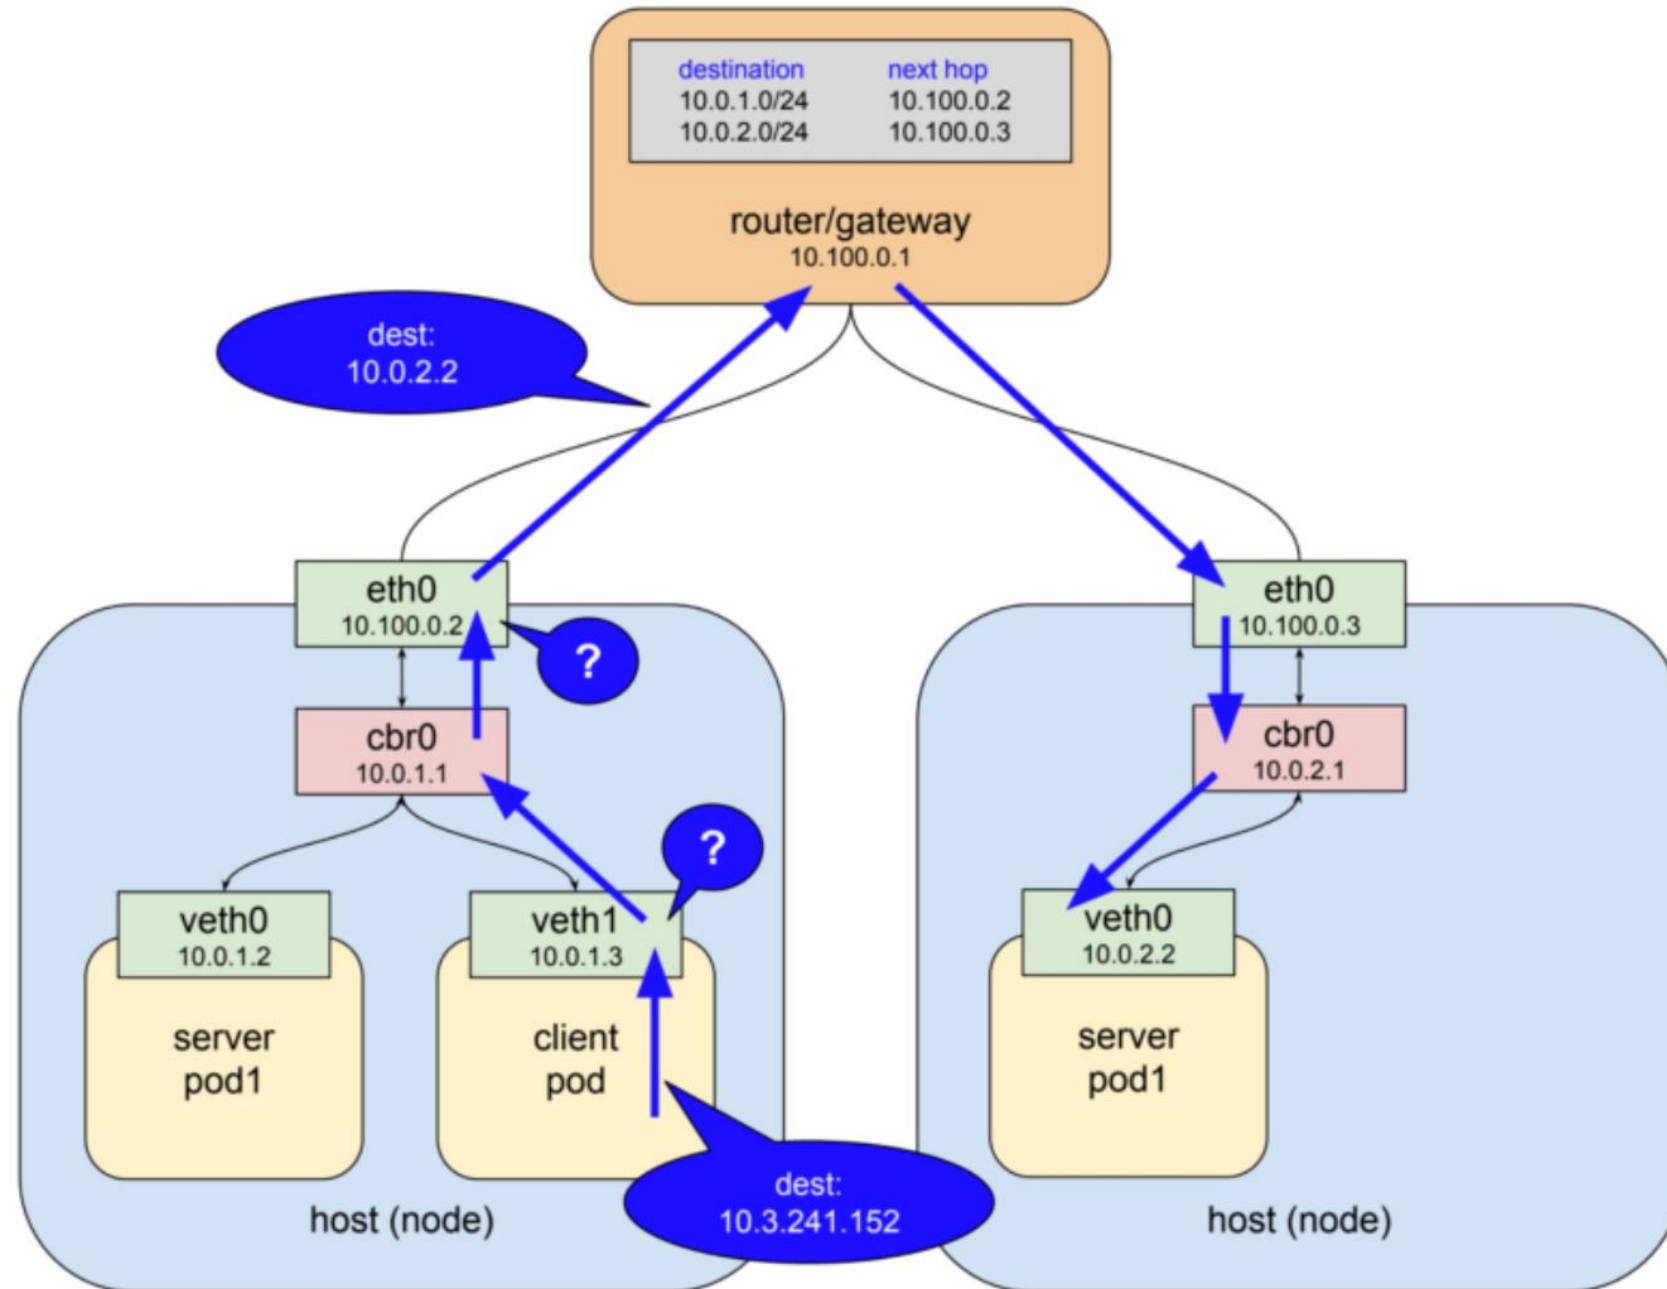 destination next hop
10.0.1.0/24 10.100.0.2
10.0.2.0/24 10.100.0.3
router/gateway
10.100.0.1
dest:
10.0.2.2
eth0
10.100.0.2
?
cbr0
10.0.1.1
?
veth0
10.0.1.2
veth1
10.0.1.3
server
pod1
client
pod
dest:
10.3.241.152
host (node)
eth0
10.100.0.3
cbr0
10.0.2.1
veth0
10.0.2.2
server
pod1
host (node)